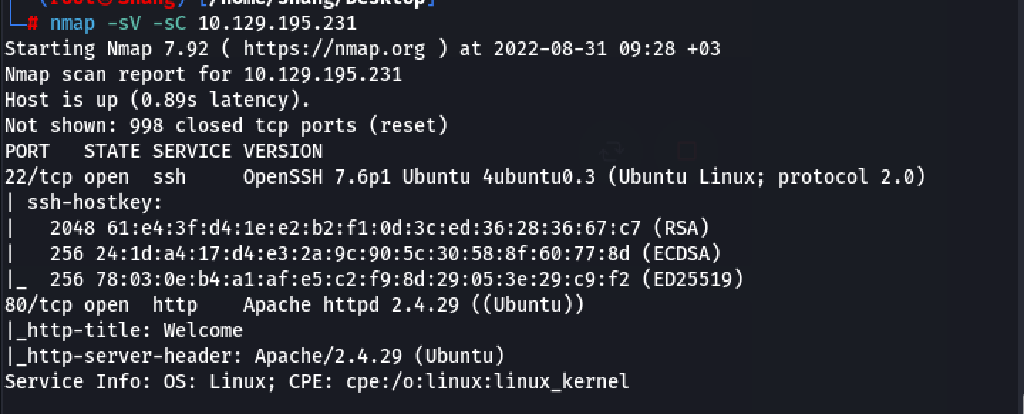 (root㉿Shang)-[/home/shang/Desktop]
└─# nmap -sV -sC 10.129.195.231
Starting Nmap 7.92 ( https://nmap.org ) at 2022-08-31 09:28 +03
Nmap scan report for 10.129.195.231
Host is up (0.89s latency).
Not shown: 998 closed tcp ports (reset)
PORT   STATE SERVICE VERSION
22/tcp open  ssh     OpenSSH 7.6p1 Ubuntu 4ubuntu0.3 (Ubuntu Linux; protocol 2.0)
| ssh-hostkey:
|   2048 61:e4:3f:d4:1e:e2:b2:f1:0d:3c:ed:36:28:36:67:c7 (RSA)
|   256 24:1d:a4:17:d4:e3:2a:9c:90:5c:30:58:8f:60:77:8d (ECDSA)
|_  256 78:03:0e:b4:a1:af:e5:c2:f9:8d:29:05:3e:29:c9:f2 (ED25519)
80/tcp open  http    Apache httpd 2.4.29 ((Ubuntu))
|_http-title: Welcome
|_http-server-header: Apache/2.4.29 (Ubuntu)
Service Info: OS: Linux; CPE: cpe:/o:linux:linux_kernel